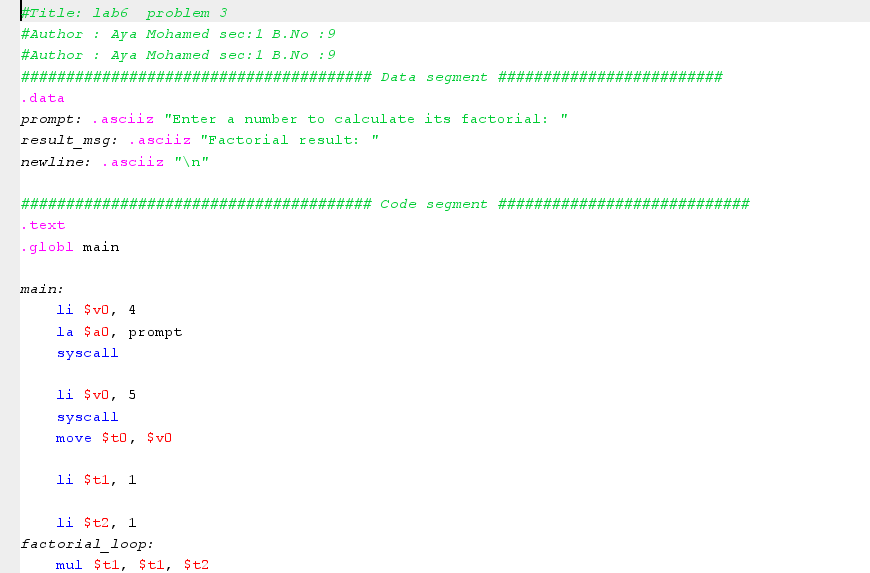 #Title: lab6  problem 3
#Author : Aya Mohamed sec:1 B.No :9
#Author : Aya Mohamed sec:1 B.No :9
####################################### Data segment #########################
.data
prompt: .asciiz "Enter a number to calculate its factorial: "
result_msg: .asciiz "Factorial result: "
newline: .asciiz "\n"
####################################### Code segment ############################
.text
.globl main
main:
    li $v0, 4
    la $a0, prompt
    syscall
    li $v0, 5
    syscall
    move $t0, $v0
    li $t1, 1
    li $t2, 1
factorial_loop:
    mul $t1, $t1, $t2